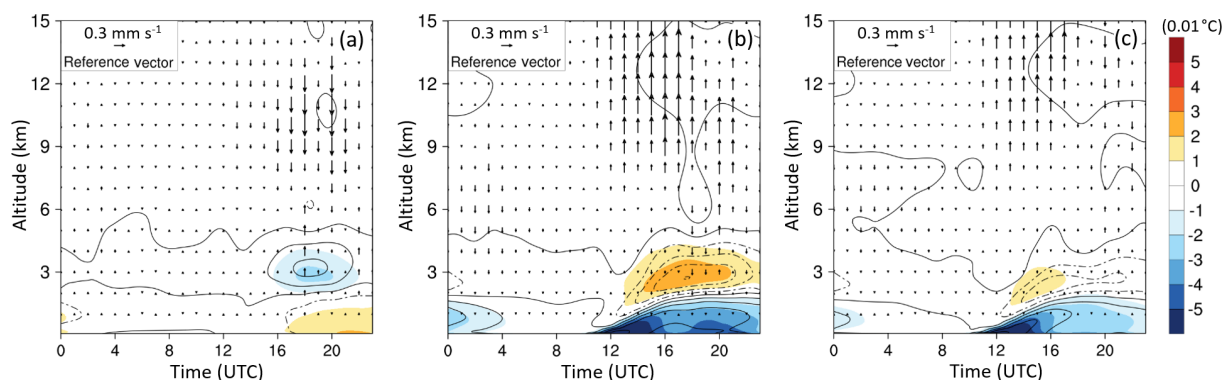 15
12
9
6
3
Altitude (km)
0.3 mm s⁻¹
Reference vector
(a)
0 4 8 12 16 20
Time (UTC)
15
12
9
6
3
Altitude (km)
0.3 mm s⁻¹
Reference vector
(b)
0 4 8 12 16 20
Time (UTC)
15
12
9
6
3
Altitude (km)
0.3 mm s⁻¹
Reference vector
(c)
0 4 8 12 16 20
Time (UTC)
(0.01 °C)
5
4
3
2
1
0
-1
-2
-3
-4
-5